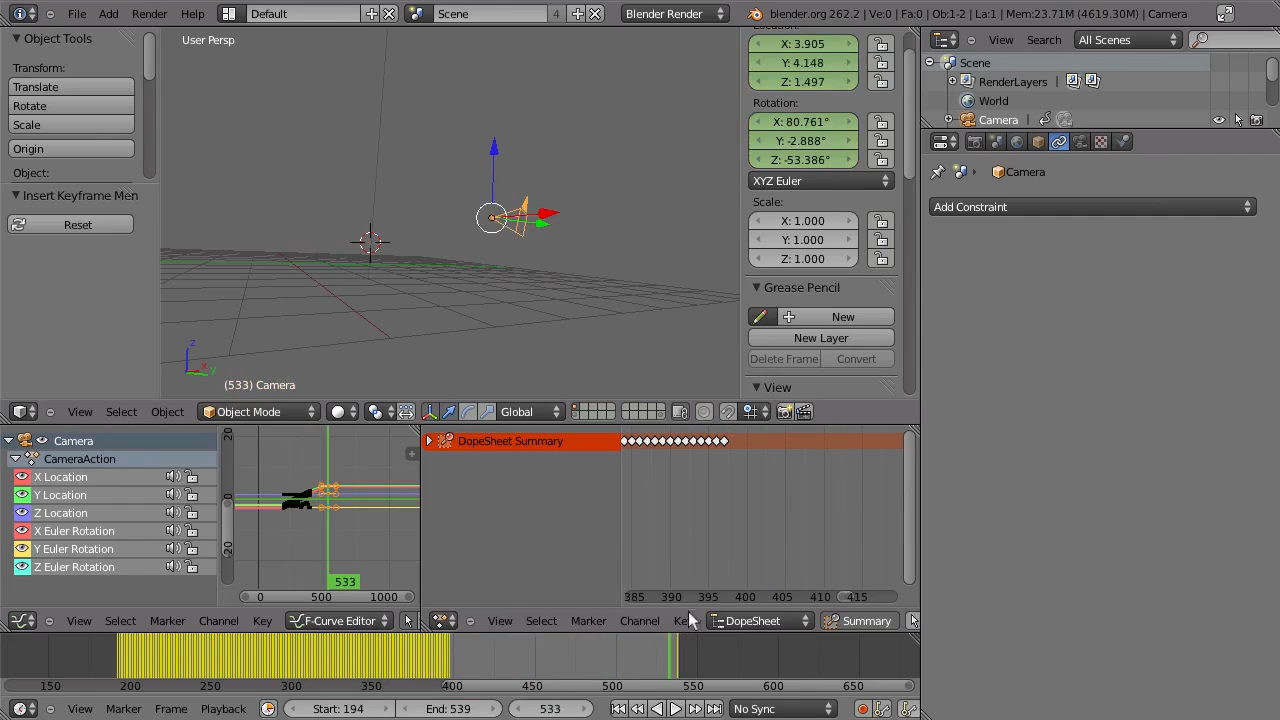 File Add Render Help Default Scene 4 Blender Render blender.org 262.2 | Ve:0 | Fa:0 | Ob:1-2 | La:1 | Mem:23.71M (4619.30M) | Camera
Object Tools
Transform:
Translate
Rotate
Scale
Origin
Object:
Insert Keyframe Men
Reset
User Persp
z
x
y
(533) Camera
X: 3.905
Y: 4.148
Z: 1.497
Rotation:
X: 80.761°
Y: -2.888°
Z: -53.386°
XYZ Euler
Scale:
X: 1.000
Y: 1.000
Z: 1.000
Grease Pencil
New
New Layer
Delete Frame Convert
View
View Search All Scenes
Scene
RenderLayers
World
Camera
Camera
Add Constraint
View Select Object Object Mode Global
Camera
CameraAction
X Location
Y Location
Z Location
X Euler Rotation
Y Euler Rotation
Z Euler Rotation
20
0
20
533
0 500 1000
DopeSheet Summary
385 390 395 400 405 410 415
View Select Marker Channel Key F-Curve Editor
View Select Marker Channel DopeSheet Summary
150 200 250 300 350 400 450 500 550 600 650
View Marker Frame Playback Start: 194 End: 539 533 No Sync